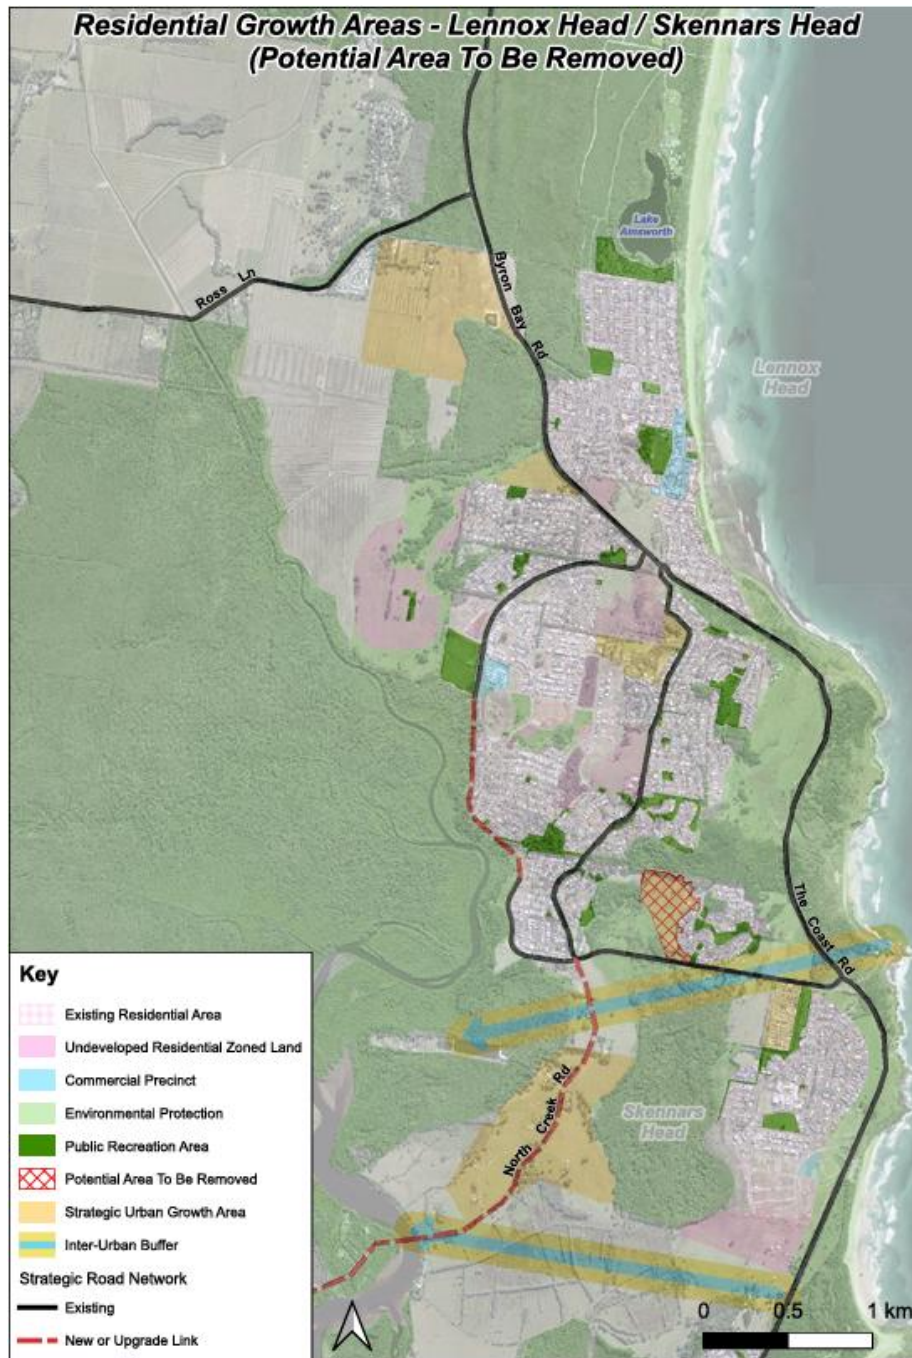 Residential Growth Areas - Lennox Head / Skennars Head
(Potential Area To Be Removed)
Lake
Ainsworth
Ross Ln
Byron Bay Rd
Lennox
Head
The Coast Rd
Key
Existing Residential Area
Undeveloped Residential Zoned Land
Commercial Precinct
Environmental Protection
Public Recreation Area
Potential Area To Be Removed
Strategic Urban Growth Area
Inter-Urban Buffer
Strategic Road Network
Existing
New or Upgrade Link
North Creek Rd
Skennars
Head
0 0.5 1 km